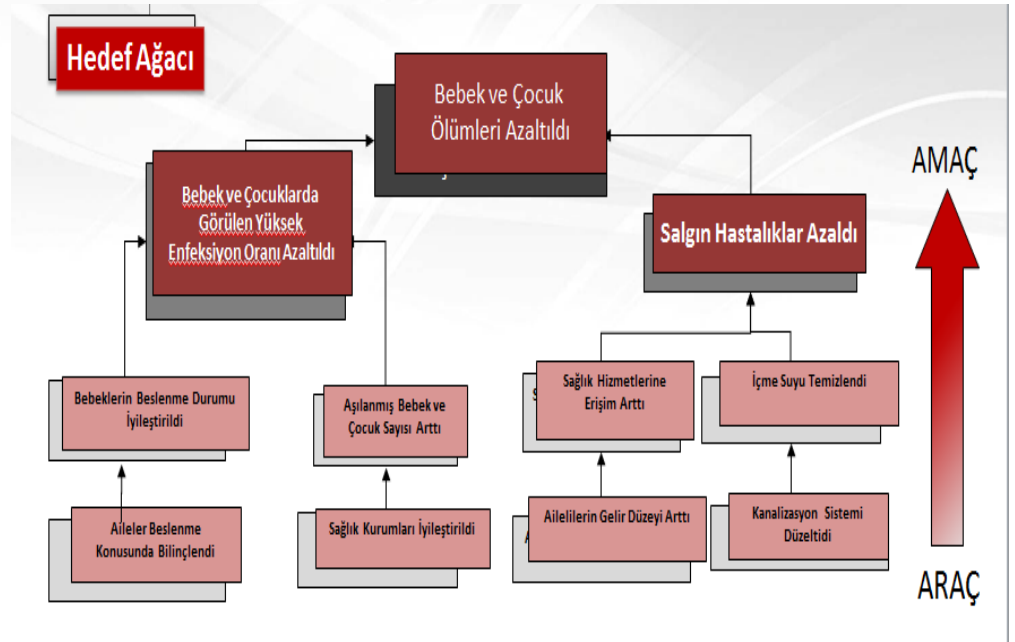 Hedef Ağacı
Bebek ve Çocuk
Ölümleri Azaltıldı
AMAÇ
Bebek ve Çocuklarda
Görülen Yüksek
Enfeksiyon Oranı Azaltıldı
Salgın Hastalıklar Azaldı
Bebeklerin Beslenme Durumu
İyileştirildi
Aşılanmış Bebek ve
Çocuk Sayısı Arttı
Sağlık Hizmetlerine
Erişim Arttı
İçme Suyu Temizlendi
Aileler Beslenme
Konusunda Bilinçlendi
Sağlık Kurumları İyileştirildi
Ailelilerin Gelir Düzeyi Arttı
Kanalizasyon Sistemi
Düzeltidi
ARAÇ